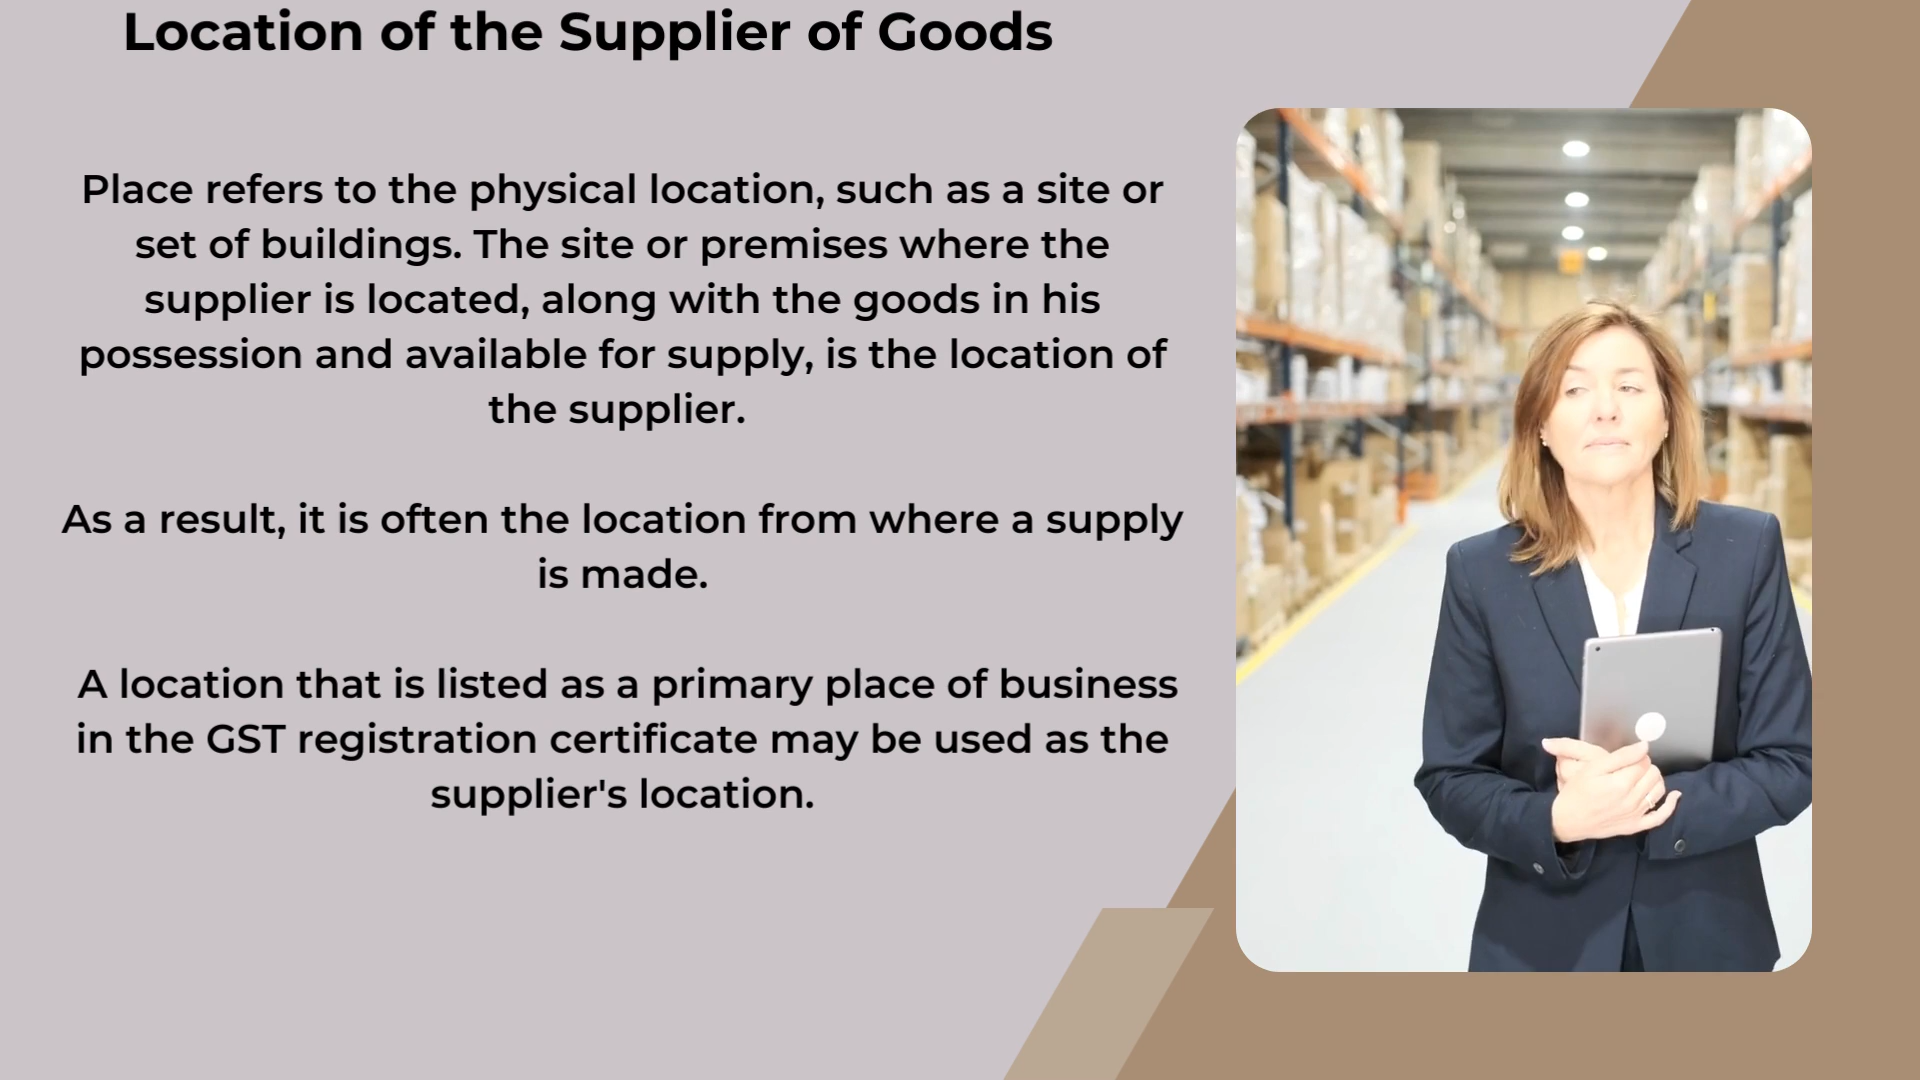 Location of the Supplier of Goods
Place refers to the physical location, such as a site or
set of buildings. The site or premises where the
supplier is located, along with the goods in his
possession and available for supply, is the location of
the supplier.
As a result, it is often the location from where a supply
is made.
A location that is listed as a primary place of business
in the GST registration certificate may be used as the
supplier's location.